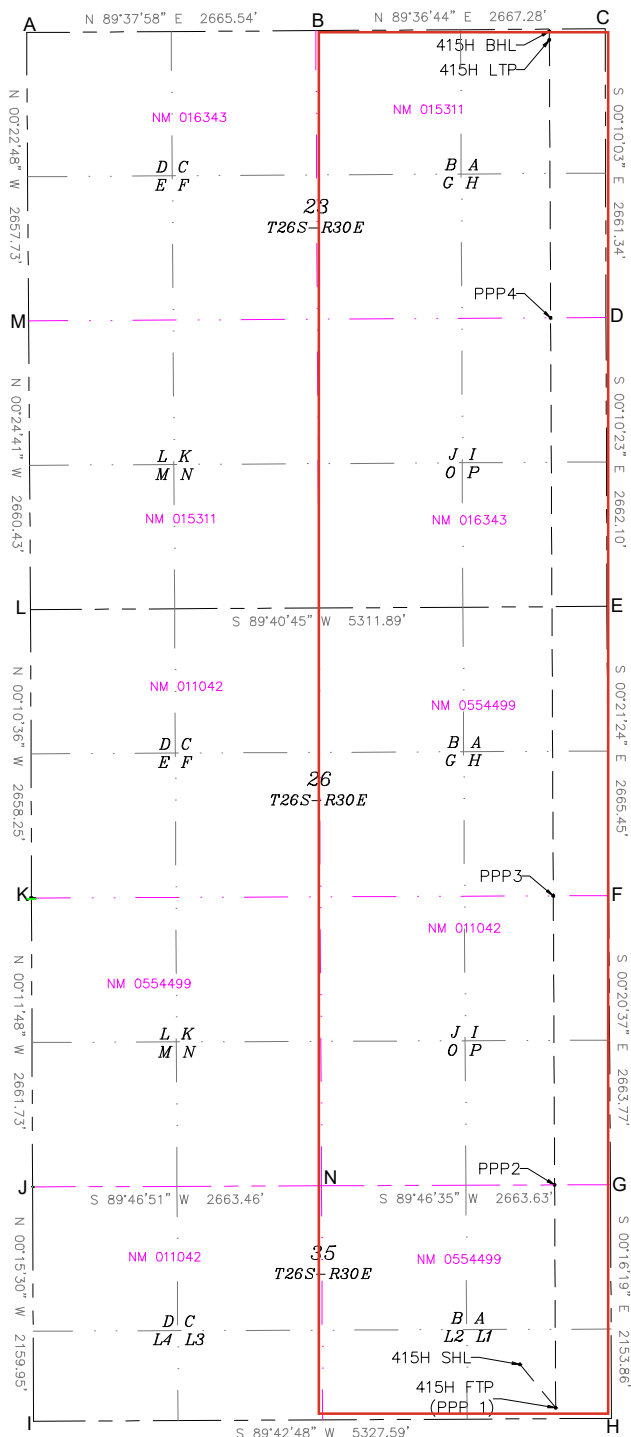 A
N 89°37'58" E 2665.54'
B
N 89°36'44" E 2667.28'
C
415H BHL
415H LTP
N 00°22'48" W 2657.73'
S 00°10'03" E 2661.34'
NM 016343
NM 015311
D C
E F
B A
G H
23
T26S-R30E
PPP4
M
D
N 00°24'41" W 2660.43'
S 00°10'23" E 2662.10'
L K
M N
J I
O P
NM 015311
NM 016343
L
E
S 89°40'45" W 5311.89'
N 00°10'36" W 2658.25'
S 00°21'24" E 2665.45'
NM 011042
NM 0554499
D C
E F
B A
G H
26
T26S-R30E
PPP3
K
F
NM 011042
N 00°11'48" W 2661.73'
S 00°20'37" E 2663.77'
NM 0554499
L K
M N
J I
O P
PPP2
J
N
G
S 89°46'51" W 2663.46'
S 89°46'35" W 2663.63'
N 00°15'30" W 2159.95'
S 00°16'19" E 2153.86'
35
T26S-R30E
NM 011042
NM 0554499
D C
L4 L3
B A
L2 L1
415H SHL
415H FTP
(PPP 1)
I
H
S 89°42'48" W 5327.59'